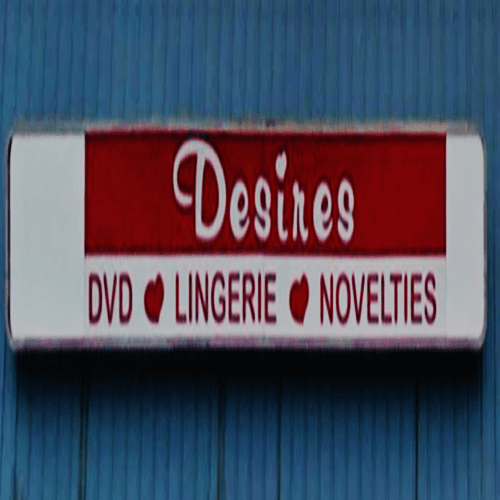 Desires
DVD LINGERIE NOVELTIES